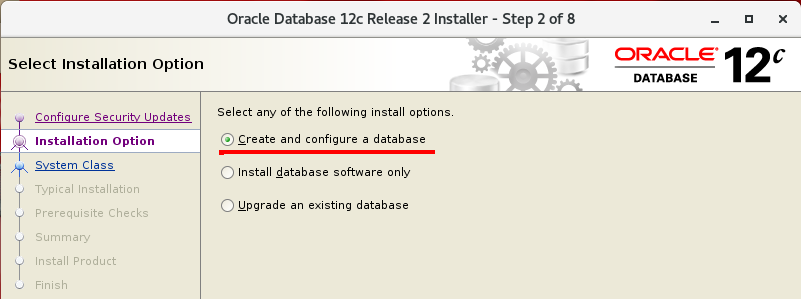 Oracle Database 12c Release 2 Installer - Step 2 of 8
Select Installation Option
ORACLE
DATABASE
12c
Configure Security Updates
Installation Option
System Class
Typical Installation
Prerequisite Checks
Summary
Install Product
Finish
Select any of the following install options.
Create and configure a database
Install database software only
Upgrade an existing database